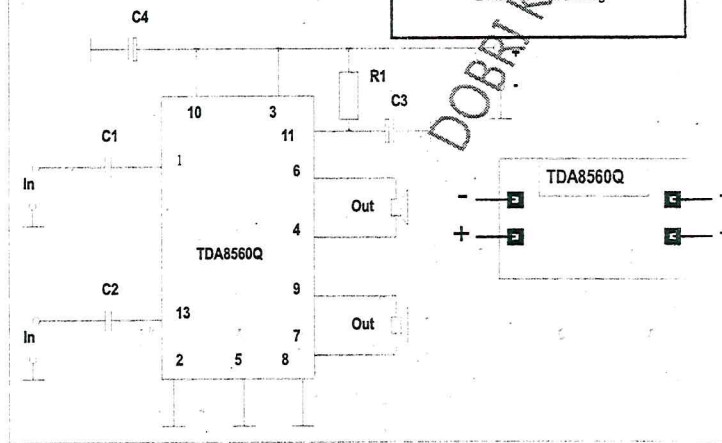 C4
R1
C3
10
3
11
C1
1
6
In
Out
4
TDA8560Q
C2
13
9
In
Out
7
2
5
8
+
-
DOBRI
TDA8560Q
-
+